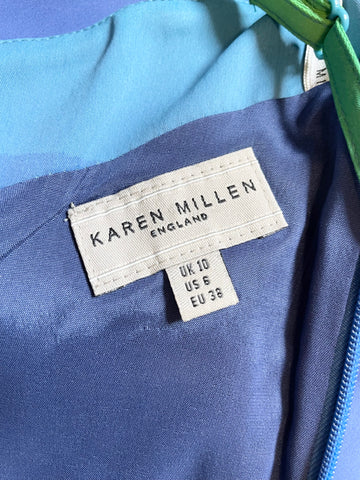 KAREN MILLEN
ENGLAND
UK 10
US 6
EU 38